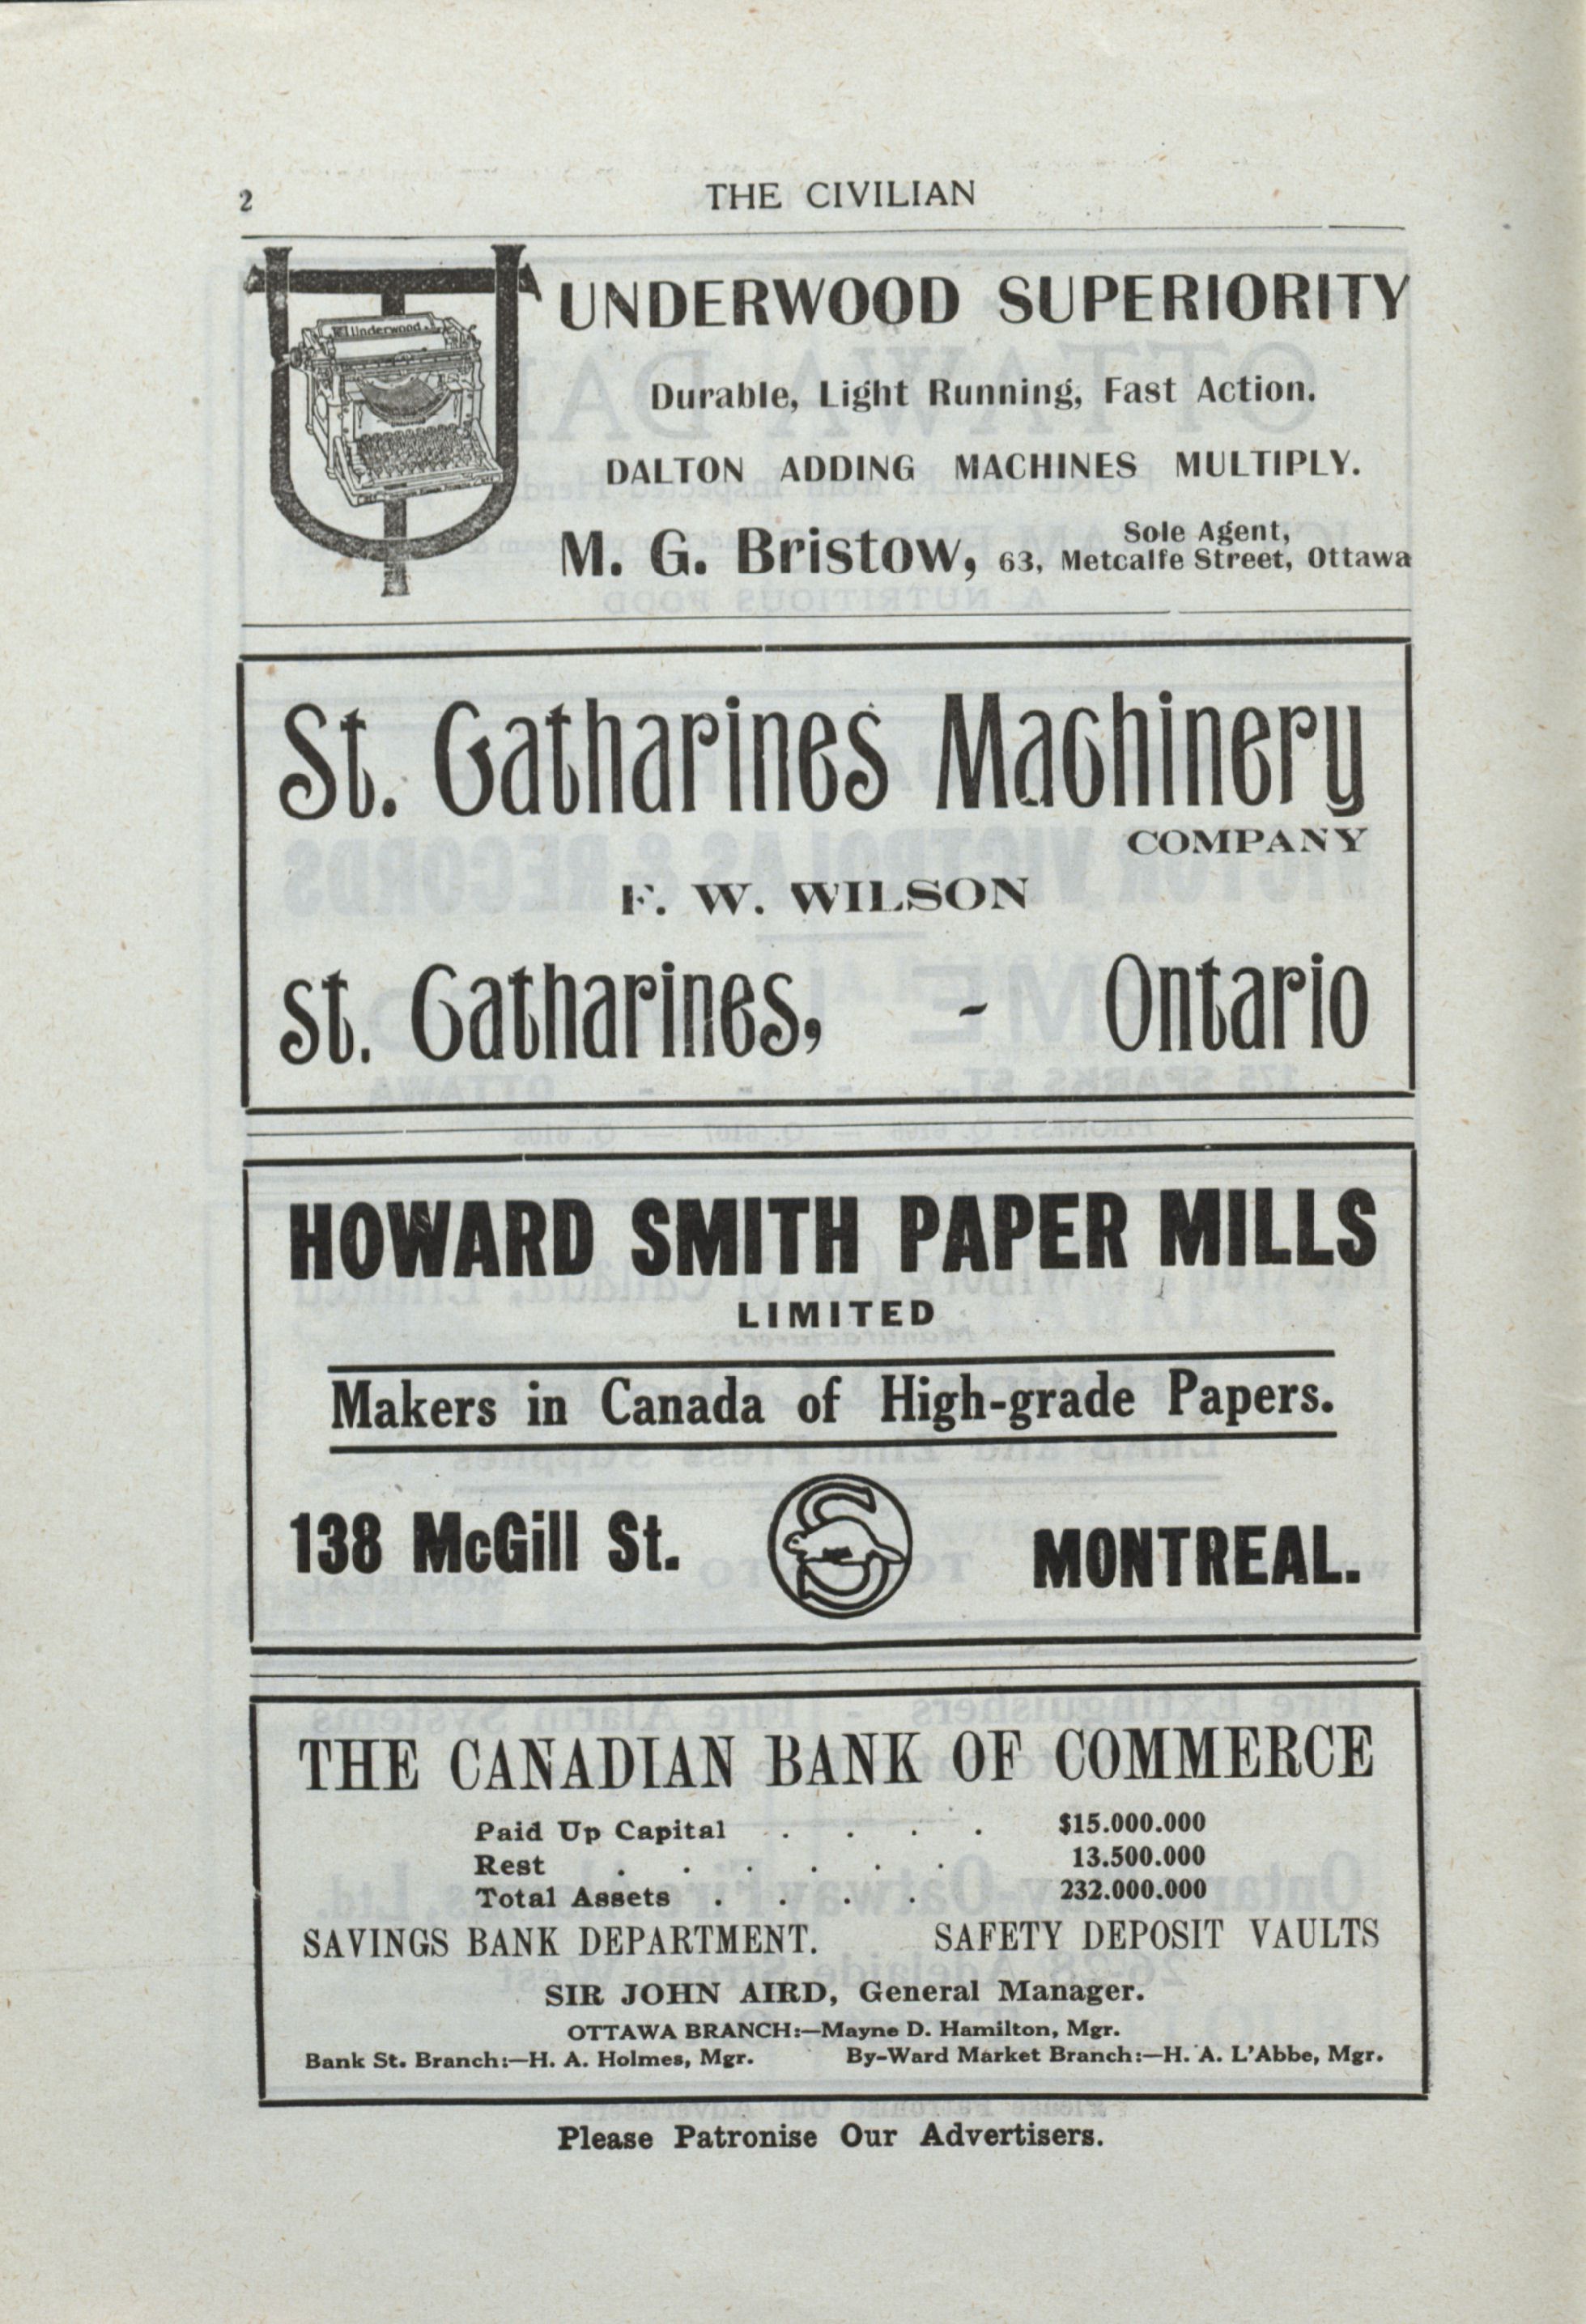 2
THE CIVILIAN
Underwood
UNDERWOOD SUPERIORITY
Durable, Light Running, Fast Action.
DALTON ADDING MACHINES MULTIPLY.
M. G. Bristow, Sole Agent,
63, Metcalfe Street, Ottawa
St. Catharines Machinery
COMPANY
F. W. WILSON
st. Catharines, - Ontario
HOWARD SMITH PAPER MILLS
LIMITED
Makers in Canada of High-grade Papers.
138 McGill St. MONTREAL.
THE CANADIAN BANK OF COMMERCE
Paid Up Capital . . . . $15.000.000
Rest . . . . . . 13.500.000
Total Assets . . . . 232.000.000
SAVINGS BANK DEPARTMENT. SAFETY DEPOSIT VAULTS
SIR JOHN AIRD, General Manager.
OTTAWA BRANCH:—Mayne D. Hamilton, Mgr.
Bank St. Branch:—H. A. Holmes, Mgr. By-Ward Market Branch:—H. A. L'Abbe, Mgr.
Please Patronise Our Advertisers.